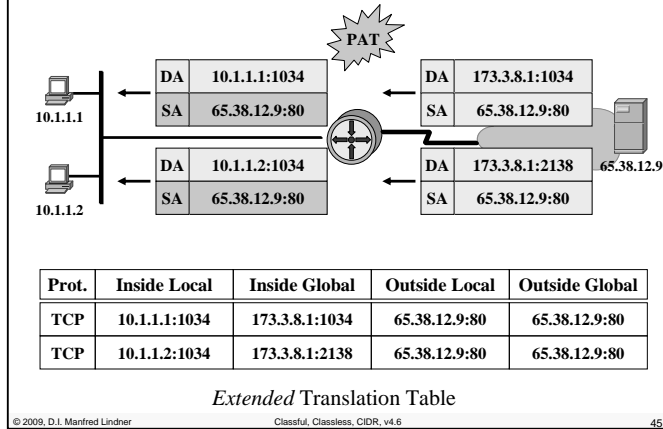 PAT
DA 10.1.1.1:1034
SA 65.38.12.9:80
DA 173.3.8.1:1034
SA 65.38.12.9:80
10.1.1.1
DA 10.1.1.2:1034
SA 65.38.12.9:80
DA 173.3.8.1:2138
SA 65.38.12.9:80
65.38.12.9
10.1.1.2
Prot. Inside Local Inside Global Outside Local Outside Global
TCP 10.1.1.1:1034 173.3.8.1:1034 65.38.12.9:80 65.38.12.9:80
TCP 10.1.1.2:1034 173.3.8.1:2138 65.38.12.9:80 65.38.12.9:80
Extended Translation Table
© 2009, D.I. Manfred Lindner Classful, Classless, CIDR, v4.6 45